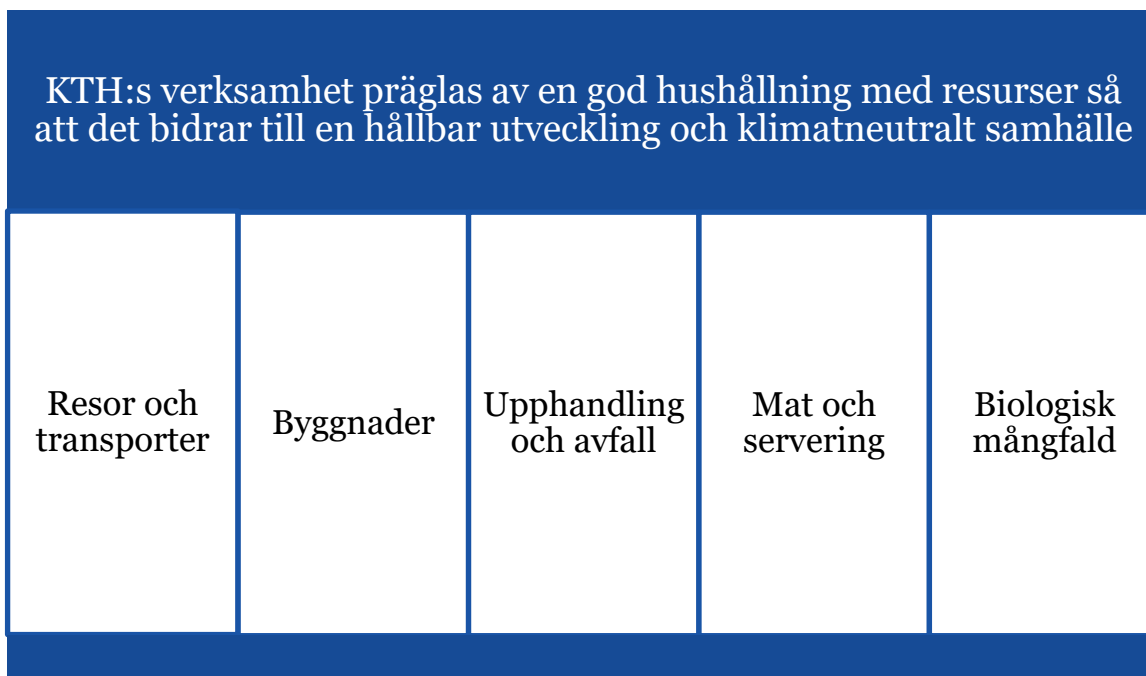 KTH:s verksamhet präglas av en god hushållning med resurser så
att det bidrar till en hållbar utveckling och klimatneutralt samhälle
Resor och
transporter
Byggnader
Upphandling
och avfall
Mat och
servering
Biologisk
mångfald